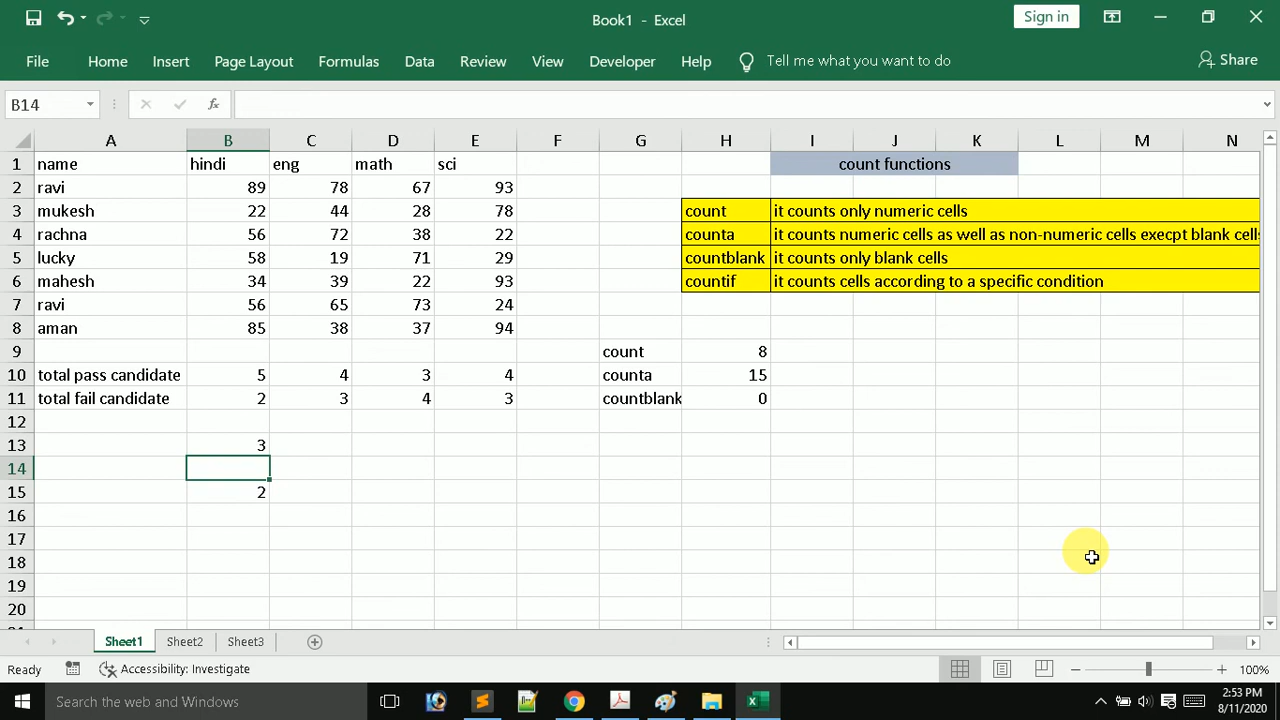 Book1 - Excel
Sign in
File Home Insert Page Layout Formulas Data Review View Developer Help Tell me what you want to do Share
B14 fx
A B C D E F G H I J K L M N
1 name hindi eng math sci count functions
2 ravi 89 78 67 93
3 mukesh 22 44 28 78 count it counts only numeric cells
4 rachna 56 72 38 22 counta it counts numeric cells as well as non-numeric cells execpt blank cells
5 lucky 58 19 71 29 countblank it counts only blank cells
6 mahesh 34 39 22 93 countif it counts cells according to a specific condition
7 ravi 56 65 73 24
8 aman 85 38 37 94
9 count 8
10 total pass candidate 5 4 3 4 counta 15
11 total fail candidate 2 3 4 3 countblank 0
12
13 3
14
15 2
16
17
18
19
20
Sheet1 Sheet2 Sheet3
Ready Accessibility: Investigate 100%
Search the web and Windows
2:53 PM
8/11/2020